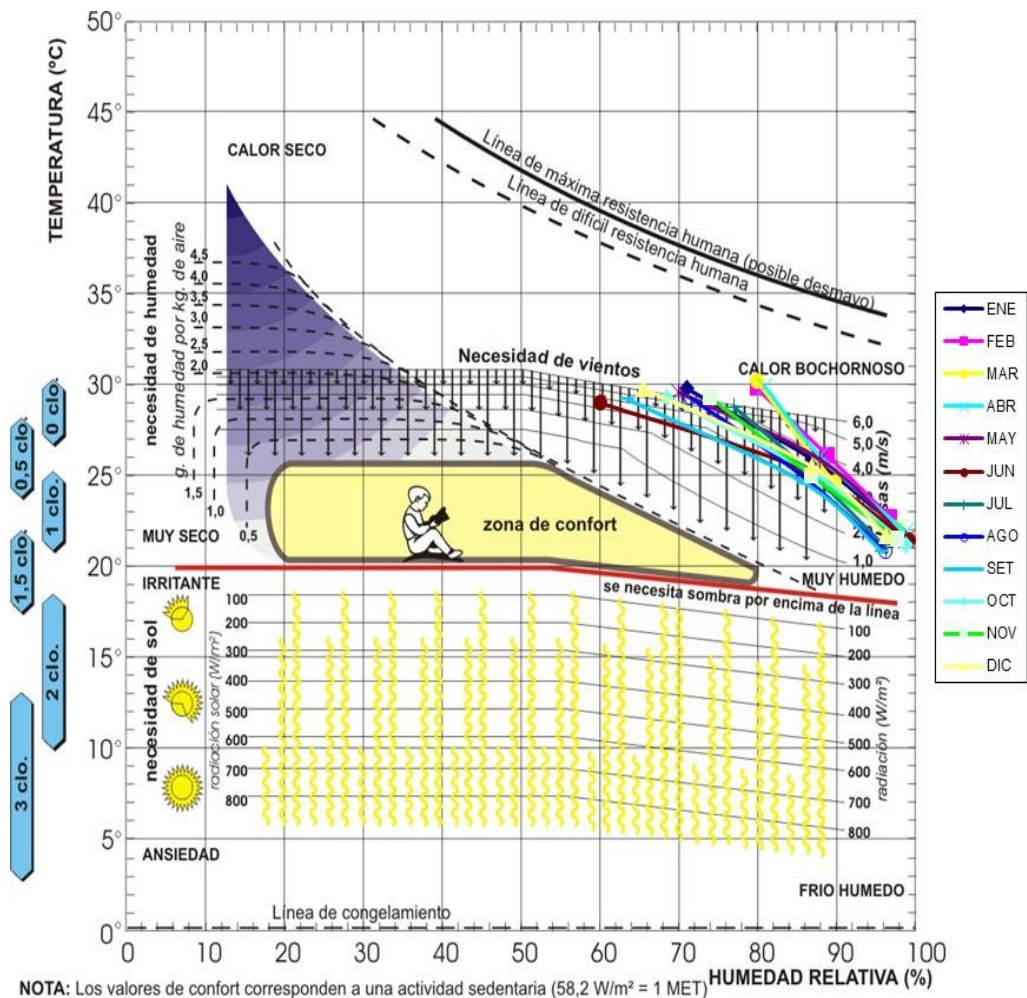 TEMPERATURA (ºC)
50°
45°
40°
35°
30°
25°
20°
15°
10°
5°
0°
CALOR SECO
Línea de máxima resistencia humana (posible desmayo)
Línea de difícil resistencia humana
necesidad de humedad
g. de humedad por kg. de aire
4,5
4,0
3,5
3,0
2,5
2,0
1,5
1,0
0,5
Necesidad de vientos
CALOR BOCHORNOSO
6,0
5,0
4,0
1,0
(m/s)
zona de confort
MUY SECO
MUY HUMEDO
IRRITANTE
se necesita sombra por encima de la línea
necesidad de sol
radiación solar (W/m²)
100
200
300
400
500
600
700
800
100
200
300
400
500
600
700
800
radiación (W/m²)
ANSIEDAD
FRIO HUMEDO
Línea de congelamiento
0 10 20 30 40 50 60 70 80 90 100
HUMEDAD RELATIVA (%)
NOTA: Los valores de confort corresponden a una actividad sedentaria (58,2 W/m² = 1 MET)
0 clo.
0,5 clo.
1 clo.
1,5 clo.
2 clo.
3 clo.
ENE
FEB
MAR
ABR
MAY
JUN
JUL
AGO
SET
OCT
NOV
DIC